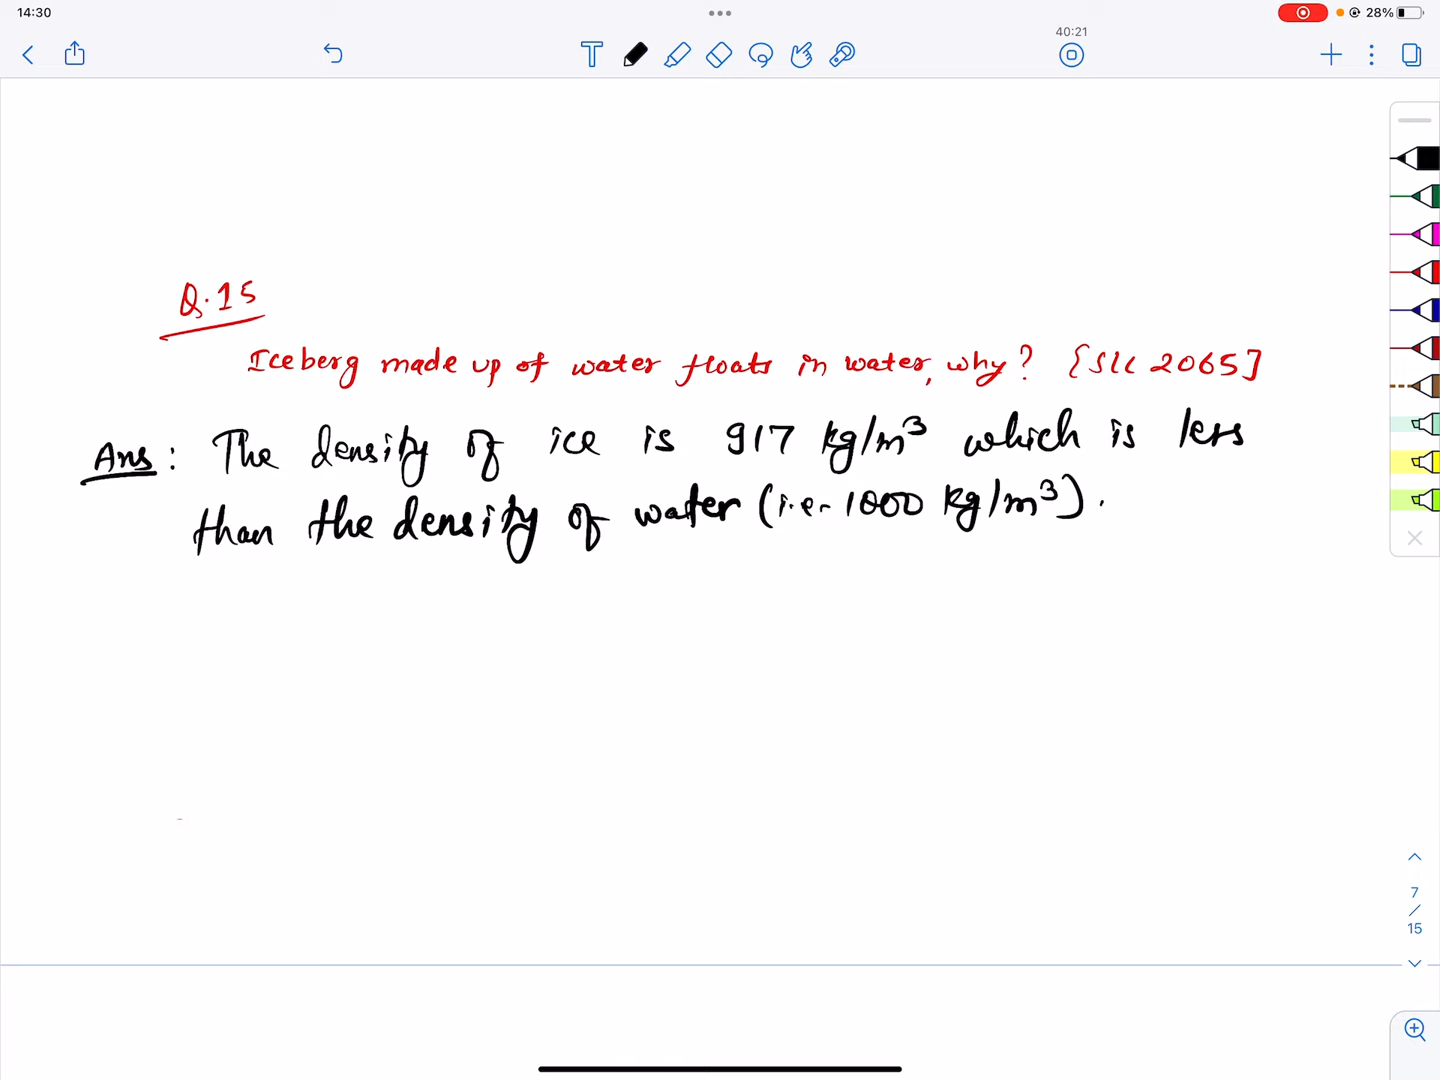 14:30
28%
40:21
Q.15
Iceberg made up of water floats in water, why? [SLC 2065]
Ans: The density of ice is 917 kg/m³ which is less
than the density of water (i.e. 1000 kg/m³).
7
/
15